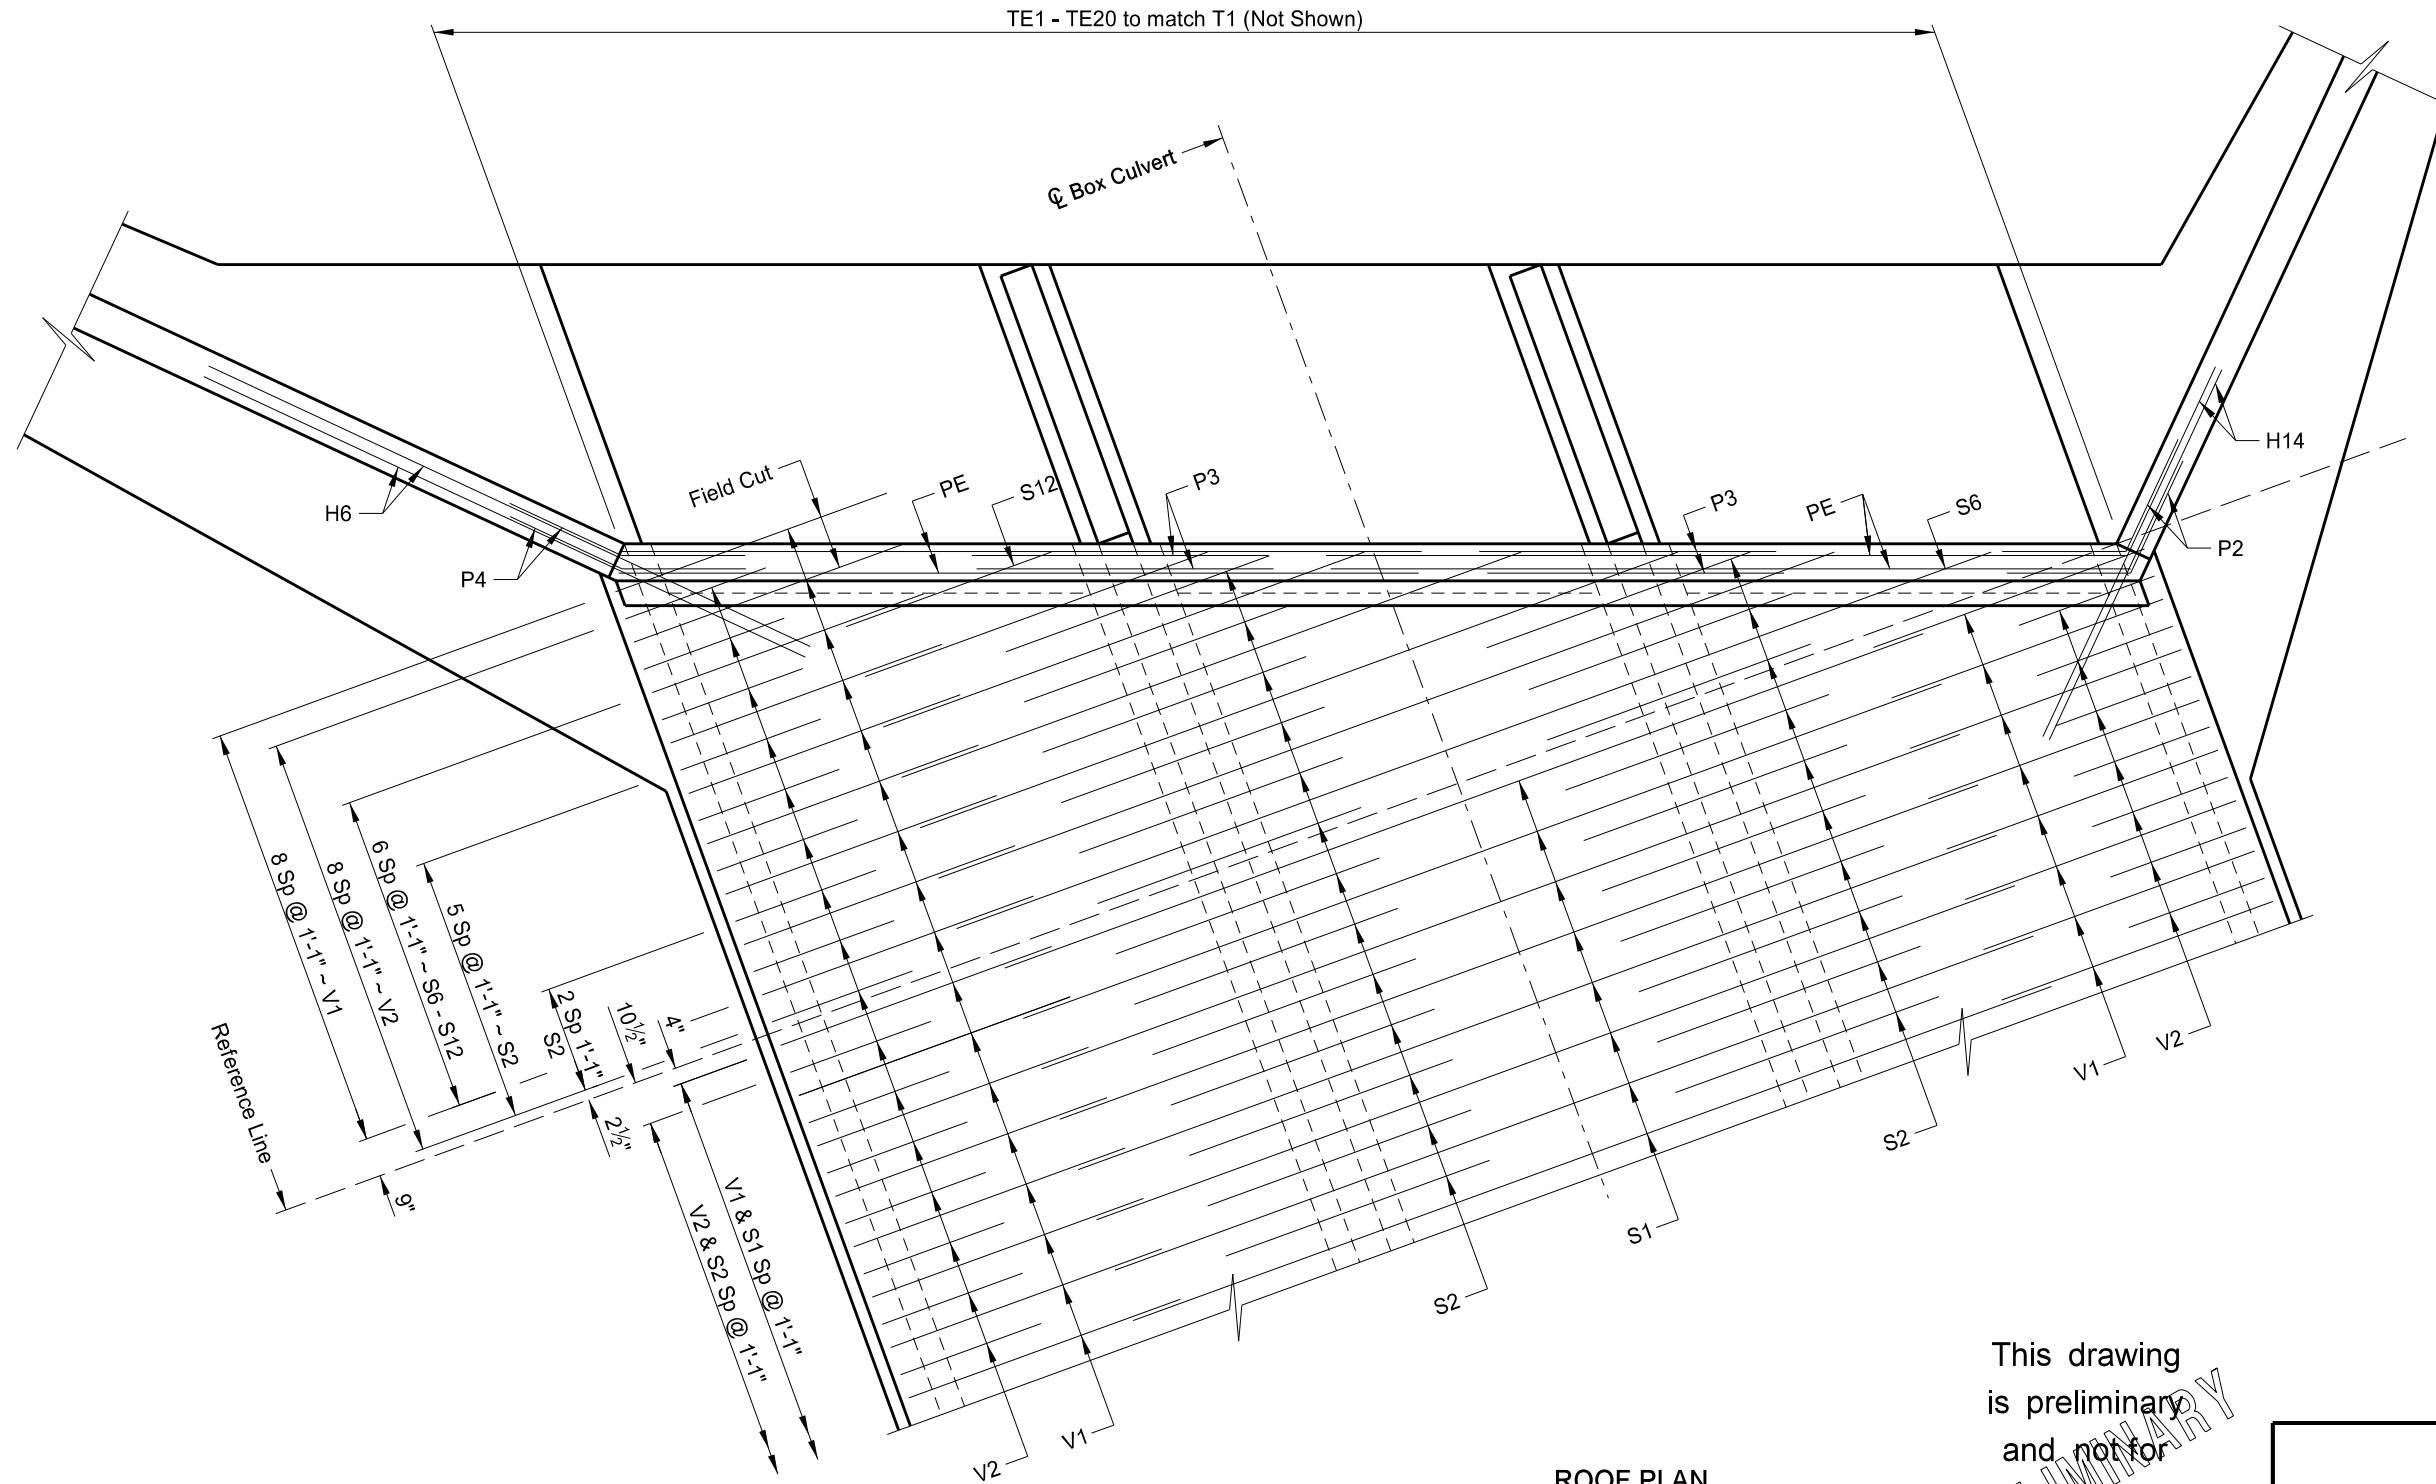 TE1 - TE20 to match T1 (Not Shown)
℄ Box Culvert
H14
Field Cut
PE
S12
P3
P3
PE
S6
H6
P4
P2
8 Sp @ 1'-1" ~ V1
8 Sp @ 1'-1" ~ V2
6 Sp @ 1'-1" ~ S6 - S12
5 Sp @ 1'-1" ~ S2
2 Sp 1'-1"
S2
10½"
4"
2½"
Reference Line
9"
V1 & S1 Sp @ 1'-1"
V2 & S2 Sp @ 1'-1"
V2
V1
S2
S1
S2
V1
V2
This drawing
is preliminary
and not for
ROOF PLAN